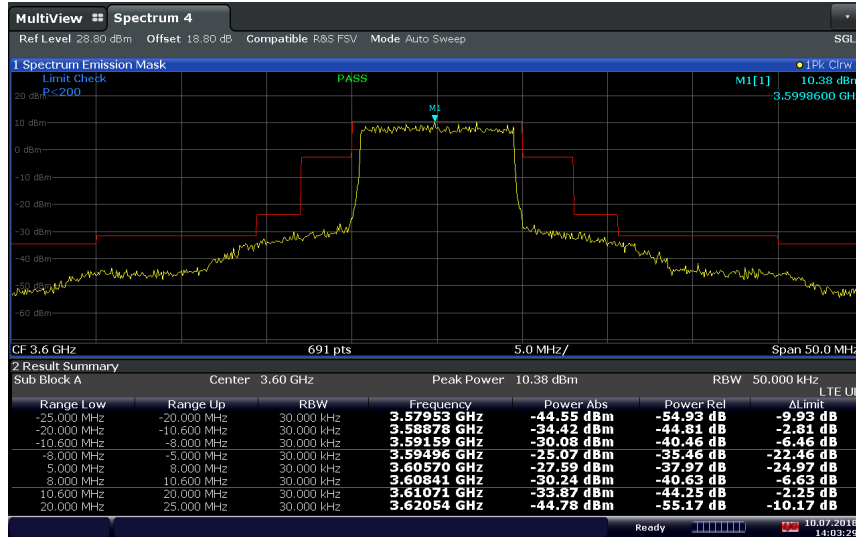 MultiView Spectrum 4
Ref Level 28.80 dBm Offset 18.80 dB Compatible R&S FSV Mode Auto Sweep
SGL
1 Spectrum Emission Mask
1Pk Clrw
Limit Check PASS M1[1] 10.38 dBm
P<200 3.5998600 GH
20 dBm
M1
10 dBm
0 dBm
-10 dBm
-20 dBm
-30 dBm
-40 dBm
-50 dBm
-60 dBm
CF 3.6 GHz 691 pts 5.0 MHz/ Span 50.0 MHz
2 Result Summary
Sub Block A Center 3.60 GHz Peak Power 10.38 dBm RBW 50.000 kHz
LTE UL
Range Low Range Up RBW Frequency Power Abs Power Rel ΔLimit
-25.000 MHz -20.000 MHz 30.000 kHz 3.57953 GHz -44.55 dBm -54.93 dB -9.93 dB
-20.000 MHz -10.600 MHz 30.000 kHz 3.58878 GHz -34.42 dBm -44.81 dB -2.81 dB
-10.600 MHz -8.000 MHz 30.000 kHz 3.59159 GHz -30.08 dBm -40.46 dB -6.46 dB
-8.000 MHz -5.000 MHz 30.000 kHz 3.59496 GHz -25.07 dBm -35.46 dB -22.46 dB
5.000 MHz 8.000 MHz 30.000 kHz 3.60570 GHz -27.59 dBm -37.97 dB -24.97 dB
8.000 MHz 10.600 MHz 30.000 kHz 3.60841 GHz -30.24 dBm -40.63 dB -6.63 dB
10.600 MHz 20.000 MHz 30.000 kHz 3.61071 GHz -33.87 dBm -44.25 dB -2.25 dB
20.000 MHz 25.000 MHz 30.000 kHz 3.62054 GHz -44.78 dBm -55.17 dB -10.17 dB
Ready 10.07.2018
14:03:29